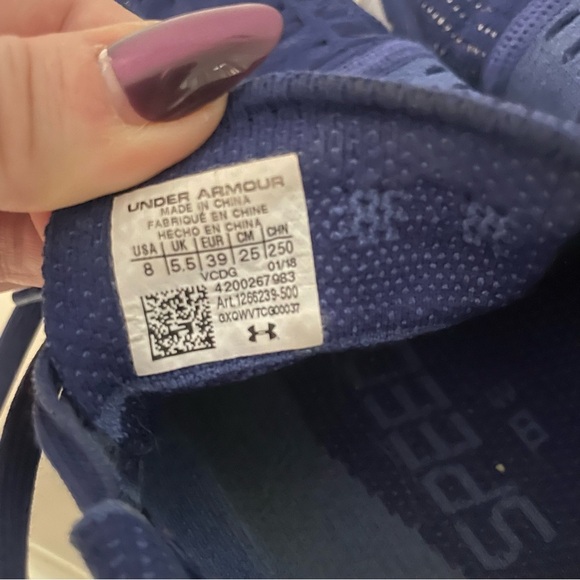 UNDER ARMOUR
MADE IN CHINA
FABRIQUÉ EN CHINE
HECHO EN CHINA
USA UK EUR CM CHN
8 5.5 39 25 250
VCDG 01/18
4200267983
Art.1266239-500
SPEED